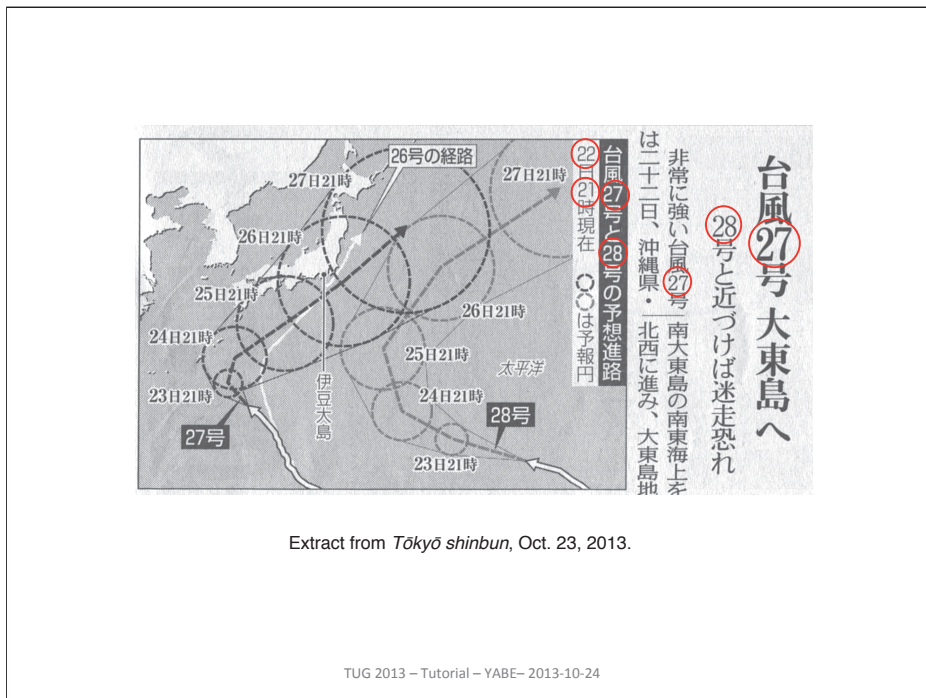 台風27号 大東島へ
28号と近づけば迷走恐れ
非常に強い台風27号
は二十二日、沖縄県・
南大東島の南東海上を
北西に進み、大東島地
台風27号と28号の予想進路
22日21時現在 は予報円
26号の経路
27日21時
26日21時
25日21時
24日21時
23日21時
27号
伊豆大島
27日21時
26日21時
25日21時
24日21時
23日21時
28号
太平洋
Extract from Tōkyō shinbun, Oct. 23, 2013.
TUG 2013 – Tutorial – YABE– 2013-10-24